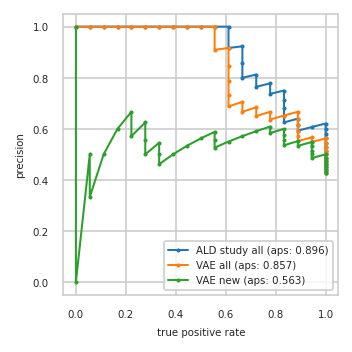 1.0
0.8
0.6
0.4
0.2
0.0
precision
ALD study all (aps: 0.896)
VAE all (aps: 0.857)
VAE new (aps: 0.563)
0.0 0.2 0.4 0.6 0.8 1.0
true positive rate